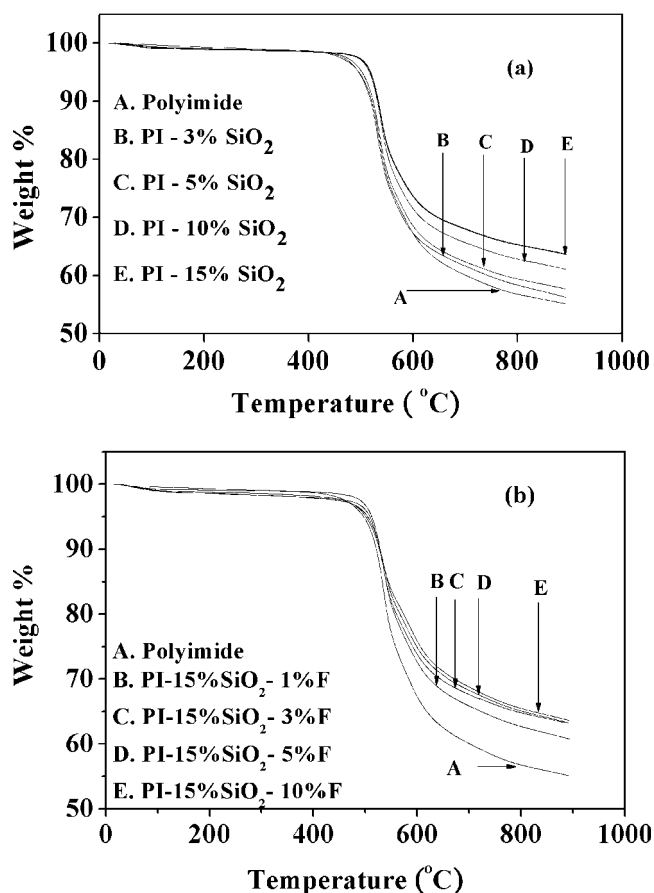 (a)
100
90
80
70
60
50
Weight %
A. Polyimide
B. PI - 3% SiO2
C. PI - 5% SiO2
D. PI - 10% SiO2
E. PI - 15% SiO2
B C D E
A
0 200 400 600 800 1000
Temperature ( °C)
(b)
100
90
80
70
60
50
Weight %
B C D E
A. Polyimide
B. PI-15%SiO2- 1%F
C. PI-15%SiO2- 3%F
D. PI-15%SiO2- 5%F
E. PI-15%SiO2- 10%F
A
0 200 400 600 800 1000
Temperature (°C)